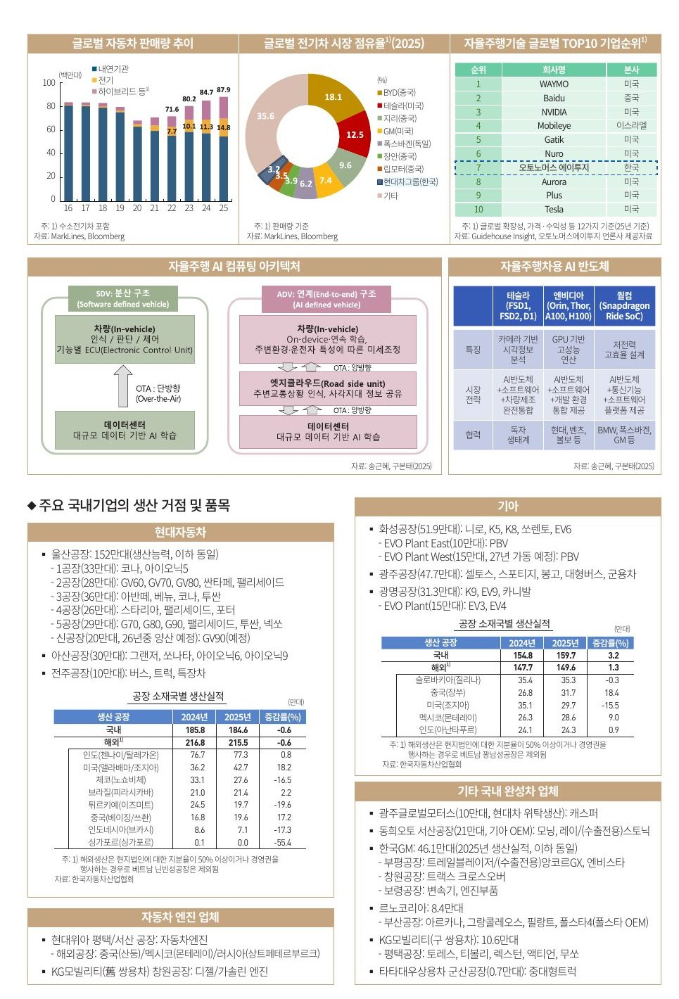 글로벌 자동차 판매량 추이
(백만대)
내연기관
전기
하이브리드 등1)
100
80
60
40
20
0
71.6
80.2
84.7
87.9
7.7
10.1
11.3
14.8
16 17 18 19 20 21 22 23 24 25
주: 1) 수소전기차 포함
자료: MarkLines, Bloomberg
글로벌 전기차 시장 점유율1)(2025)
(%)
18.1
12.5
9.6
7.4
6.2
3.9
3.5
3.2
35.6
BYD(중국)
테슬라(미국)
지리(중국)
GM(미국)
폭스바겐(독일)
창안(중국)
립모터(중국)
현대차그룹(한국)
기타
주: 1) 판매량 기준
자료: MarkLines, Bloomberg
자율주행기술 글로벌 TOP10 기업순위1)
순위 회사명 본사
1 WAYMO 미국
2 Baidu 중국
3 NVIDIA 미국
4 Mobileye 이스라엘
5 Gatik 미국
6 Nuro 미국
7 오토노머스 에이투지 한국
8 Aurora 미국
9 Plus 미국
10 Tesla 미국
주: 1) 글로벌 확장성, 가격·수익성 등 12가지 기준(25년 기준)
자료: Guidehouse Insight, 오토노머스에이투지 언론사 제공자료
자율주행 AI 컴퓨팅 아키텍처
SDV: 분산 구조
(Software defined vehicle)
차량(In-vehicle)
인식 / 판단 / 제어
기능별 ECU(Electronic Control Unit)
OTA : 단방향
(Over-the-Air)
데이터센터
대규모 데이터 기반 AI 학습
ADV: 연계(End-to-end) 구조
(AI defined vehicle)
차량(In-vehicle)
On-device·연속 학습,
주변환경·운전자 특성에 따른 미세조정
OTA : 양방향
엣지클라우드(Road side unit)
주변교통상황 인식, 사각지대 정보 공유
OTA : 양방향
데이터센터
대규모 데이터 기반 AI 학습
자료: 송근혜, 구본태(2025)
자율주행차용 AI 반도체
테슬라 엔비디아 퀄컴
(FSD1, (Orin, Thor, (Snapdragon
FSD2, D1) A100, H100) Ride SoC)
특징
카메라 기반
시각정보
분석
GPU 기반
고성능
연산
저전력
고효율 설계
시장
전략
AI반도체
+소프트웨어
+차량제조
완전통합
AI반도체
+소프트웨어
+개발 환경
통합 제공
AI반도체
+통신기능
+소프트웨어
플랫폼 제공
협력
독자
생태계
현대, 벤츠,
볼보 등
BMW, 폭스바겐,
GM 등
자료: 송근혜, 구본태(2025)
◆ 주요 국내기업의 생산 거점 및 품목
현대자동차
▪ 울산공장: 152만대(생산능력, 이하 동일)
- 1공장(33만대): 코나, 아이오닉5
- 2공장(28만대): GV60, GV70, GV80, 싼타페, 팰리세이드
- 3공장(36만대): 아반떼, 베뉴, 코나, 투싼
- 4공장(26만대): 스타리아, 팰리세이드, 포터
- 5공장(29만대): G70, G80, G90, 팰리세이드, 투싼, 넥쏘
- 신공장(20만대, 26년중 양산 예정): GV90(예정)
▪ 아산공장(30만대): 그랜저, 쏘나타, 아이오닉6, 아이오닉9
▪ 전주공장(10만대): 버스, 트럭, 특장차
공장 소재국별 생산실적
(만대)
생산 공장 2024년 2025년 증감률(%)
국내 185.8 184.6 -0.6
해외1) 216.8 215.5 -0.6
인도(첸나이/탈레가온) 76.7 77.3 0.8
미국(앨라배마/조지아) 36.2 42.7 18.2
체코(노쇼비체) 33.1 27.6 -16.5
브라질(피라시카바) 21.0 21.4 2.2
튀르키예(이즈미트) 24.5 19.7 -19.6
중국(베이징/쓰촨) 16.8 19.6 17.2
인도네시아(브카시) 8.6 7.1 -17.3
싱가포르(싱가포르) 0.1 0.0 -55.4
주: 1) 해외생산은 현지법인에 대한 지분율이 50% 이상이거나 경영권을
행사하는 경우로 베트남 닌빈성공장은 제외됨
자료: 한국자동차산업협회
자동차 엔진 업체
▪ 현대위아 평택/서산 공장: 자동차엔진
- 해외공장: 중국(산둥)/멕시코(몬테레이)/러시아(상트페테르부르크)
▪ KG모빌리티(舊 쌍용차) 창원공장: 디젤/가솔린 엔진
기아
▪ 화성공장(51.9만대): 니로, K5, K8, 쏘렌토, EV6
- EVO Plant East(10만대): PBV
- EVO Plant West(15만대, 27년 가동 예정): PBV
▪ 광주공장(47.7만대): 셀토스, 스포티지, 봉고, 대형버스, 군용차
▪ 광명공장(31.3만대): K9, EV9, 카니발
- EVO Plant(15만대): EV3, EV4
공장 소재국별 생산실적
(만대)
생산 공장 2024년 2025년 증감률(%)
국내 154.8 159.7 3.2
해외1) 147.7 149.6 1.3
슬로바키아(질리나) 35.4 35.3 -0.3
중국(장쑤) 26.8 31.7 18.4
미국(조지아) 35.1 29.7 -15.5
멕시코(몬테레이) 26.3 28.6 9.0
인도(아난타푸르) 24.1 24.3 0.9
주: 1) 해외생산은 현지법인에 대한 지분율이 50% 이상이거나 경영권을
행사하는 경우로 베트남 꽝남성공장은 제외됨
자료: 한국자동차산업협회
기타 국내 완성차 업체
▪ 광주글로벌모터스(10만대, 현대차 위탁생산): 캐스퍼
▪ 동희오토 서산공장(21만대, 기아 OEM): 모닝, 레이/(수출전용)스토닉
▪ 한국GM: 46.1만대(2025년 생산실적, 이하 동일)
- 부평공장: 트레일블레이저/(수출전용)앙코르GX, 엔비스타
- 창원공장: 트랙스 크로스오버
- 보령공장: 변속기, 엔진부품
▪ 르노코리아: 8.4만대
- 부산공장: 아르카나, 그랑콜레오스, 필랑트, 폴스타4(폴스타 OEM)
▪ KG모빌리티(구 쌍용차): 10.6만대
- 평택공장: 토레스, 티볼리, 렉스턴, 액티언, 무쏘
▪ 타타대우상용차 군산공장(0.7만대): 중대형트럭